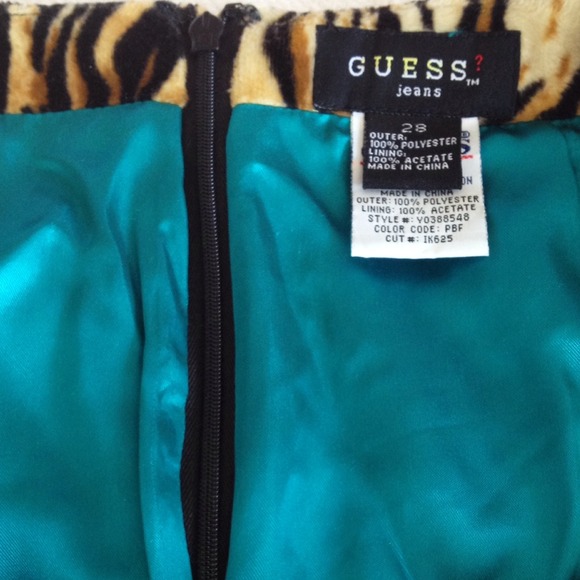 GUESS?
TM
jeans
28
OUTER:
100% POLYESTER
LINING:
100% ACETATE
MADE IN CHINA
MADE IN CHINA
OUTER: 100% POLYESTER
LINING: 100% ACETATE
STYLE #: Y0388548
COLOR CODE: PBF
CUT #: IK625